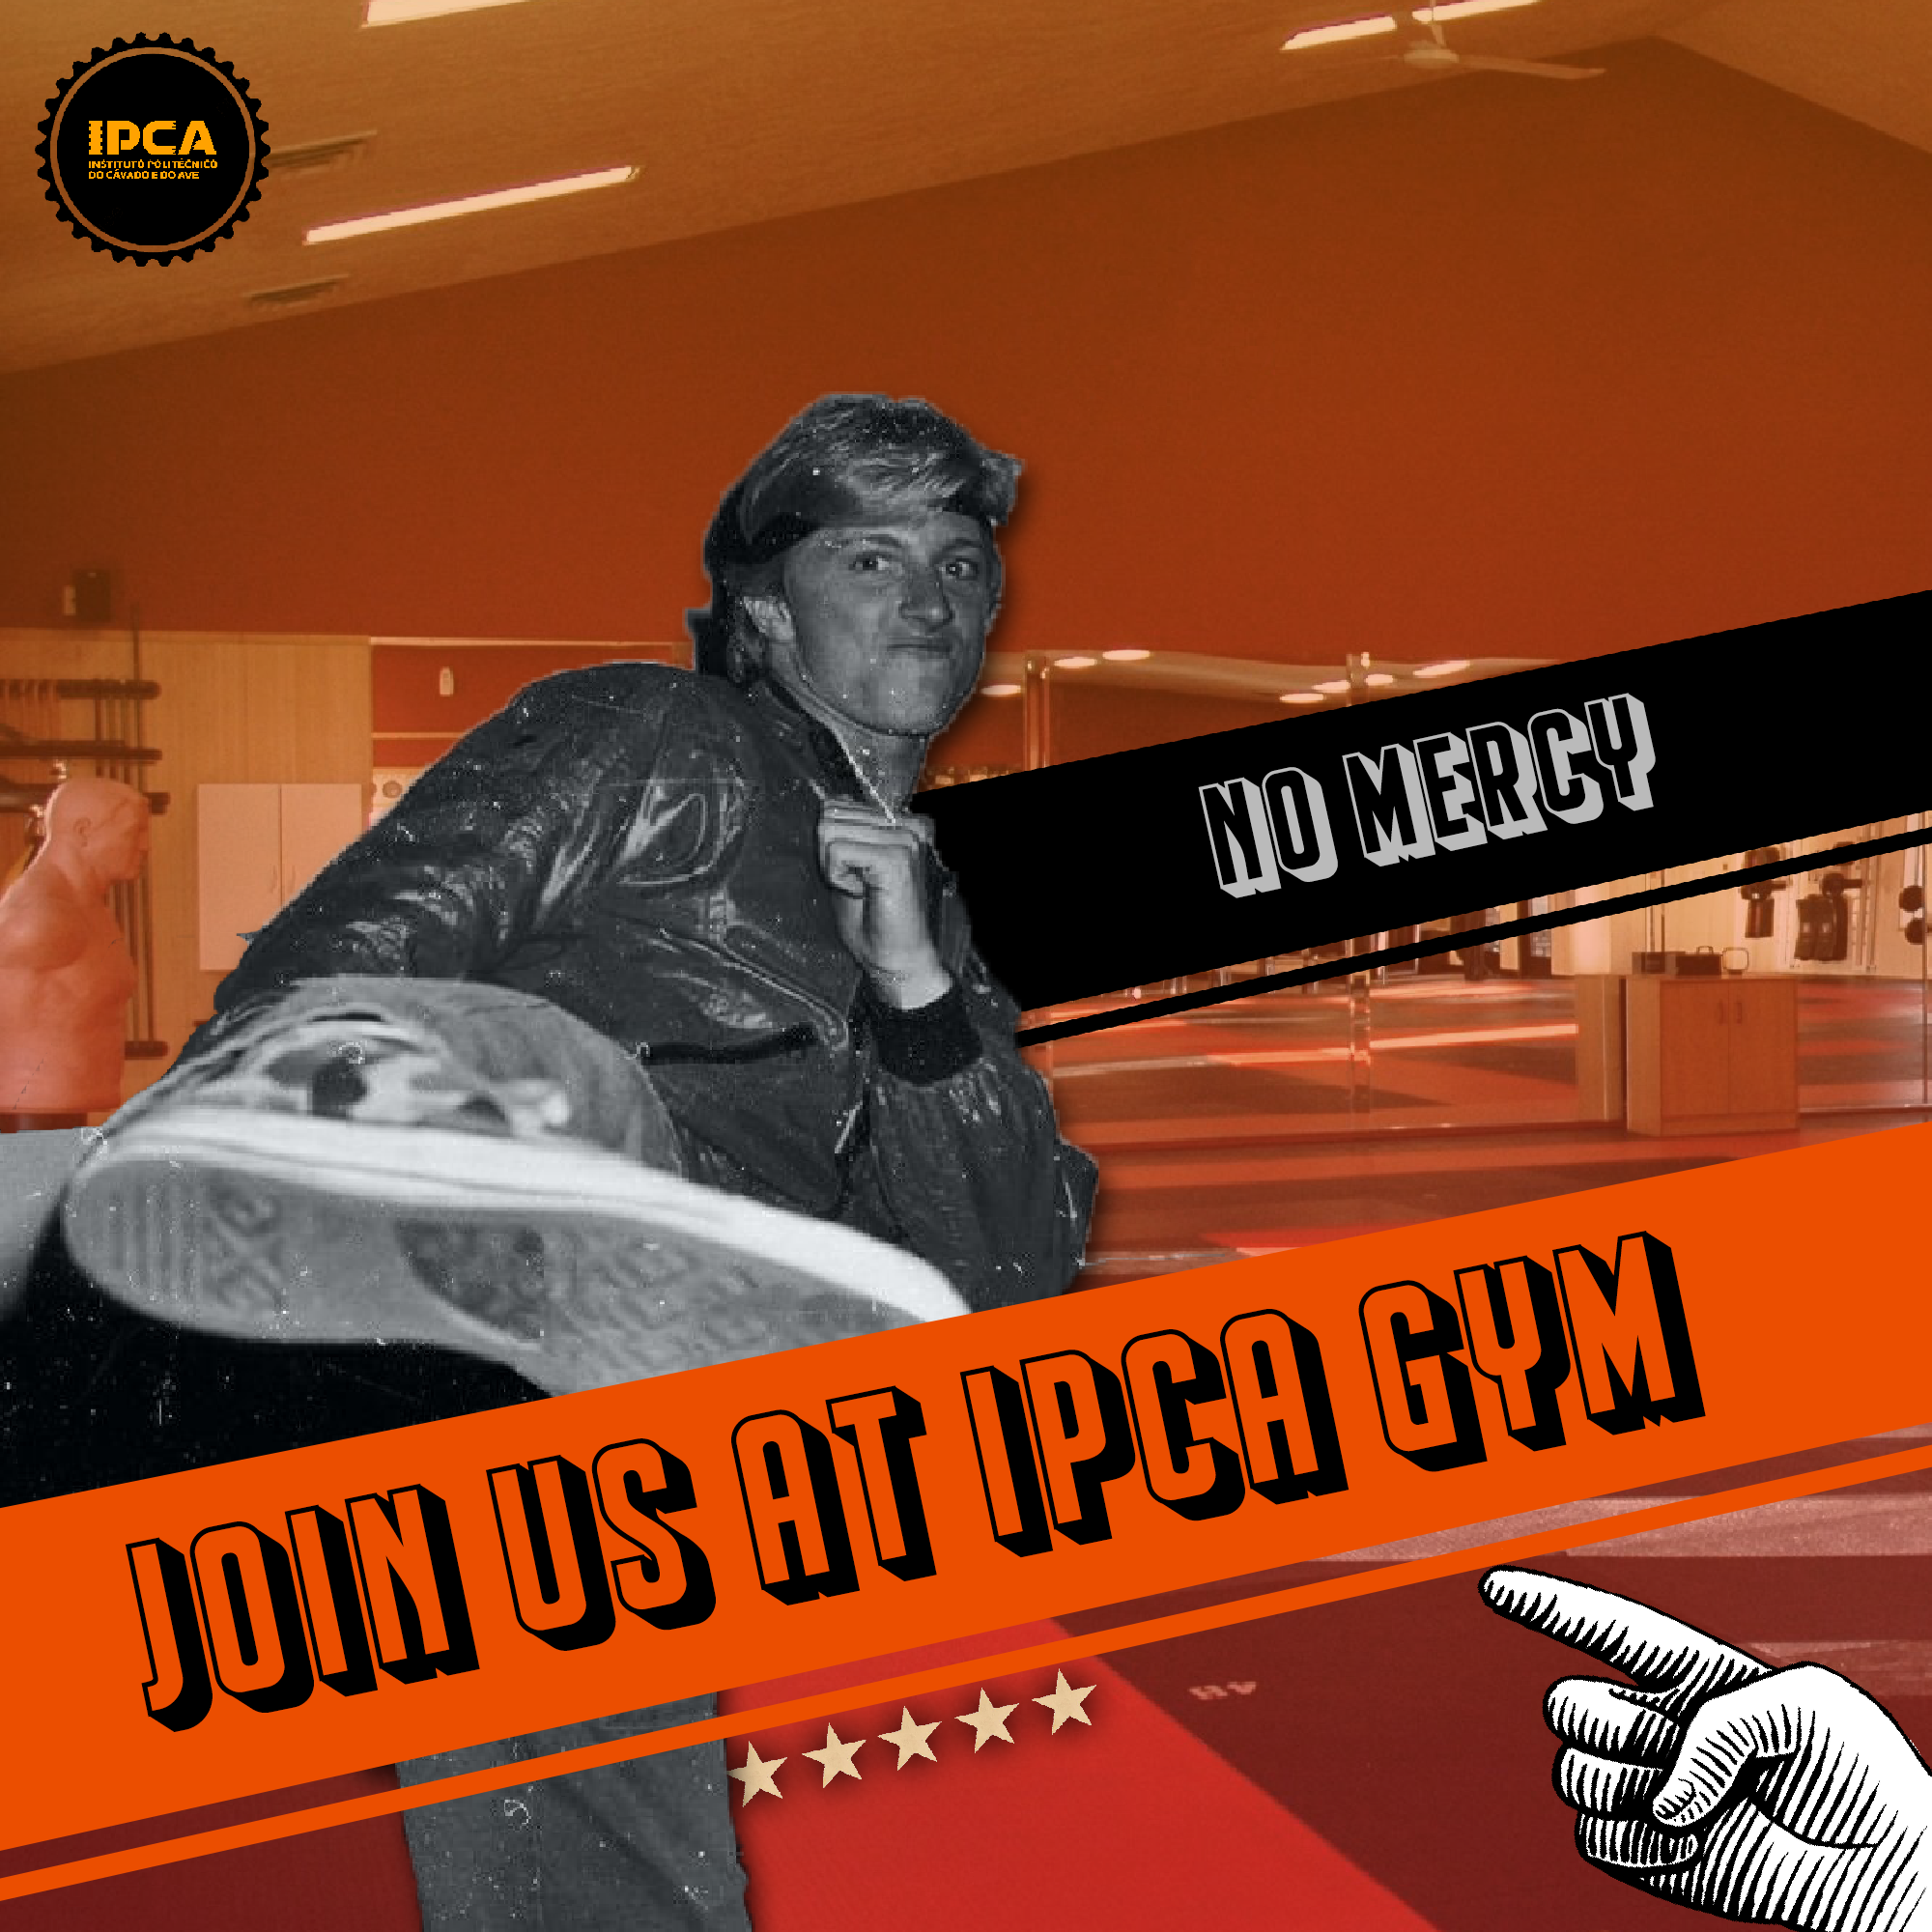 IPCA
INSTITUTO POLITÉCNICO
DO CÁVADO E DO AVE
NO MERCY
JOIN US AT IPCA GYM